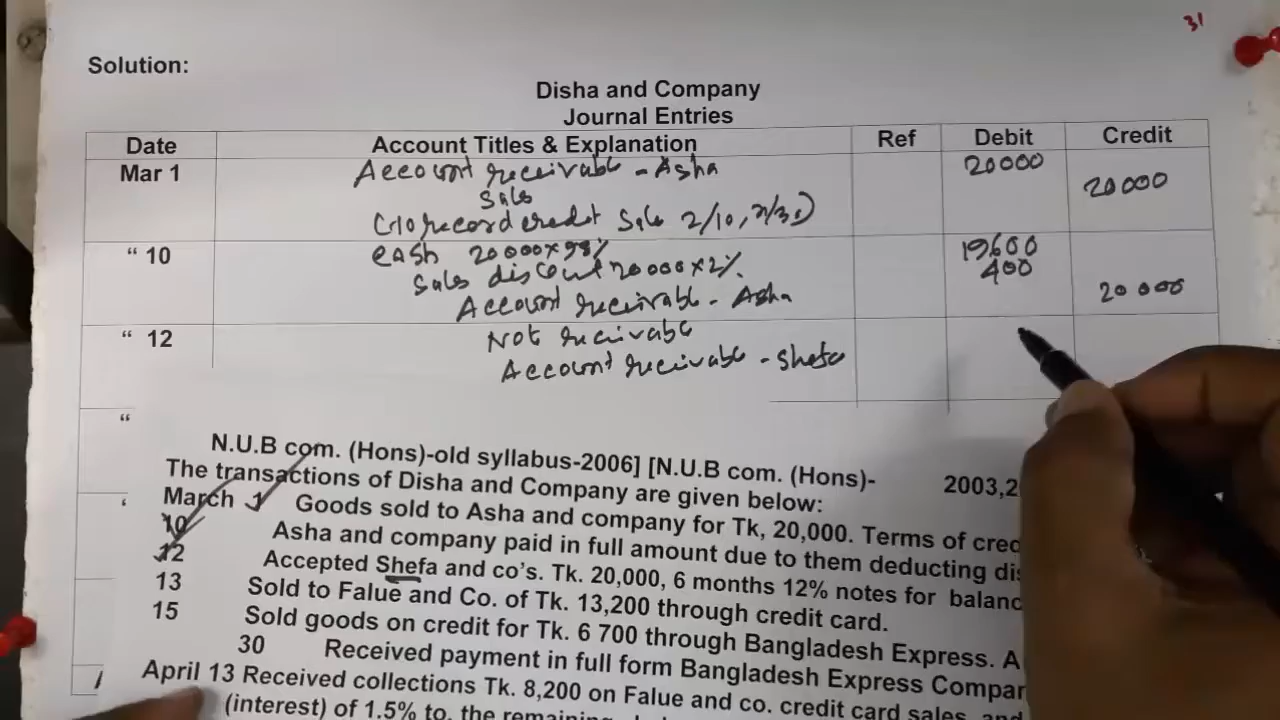 31
Solution:
Disha and Company
Journal Entries
Date Account Titles & Explanation Ref Debit Credit
Mar 1 Account receivable - Asha 20000
Sales 20000
(To record credit Sale 2/10, n/30)
“ 10 Cash 20000×98% 19600
Sales discount 20000×2% 400
Account receivable - Asha 20000
“ 12 Not receivable
Account receivable - Shefa
“
N.U.B com. (Hons)-old syllabus-2006] [N.U.B com. (Hons)- 2003,2
The transactions of Disha and Company are given below:
March 1 Goods sold to Asha and company for Tk, 20,000. Terms of cred
10 Asha and company paid in full amount due to them deducting dis
12 Accepted Shefa and co’s. Tk. 20,000, 6 months 12% notes for balanc
13 Sold to Falue and Co. of Tk. 13,200 through credit card.
15 Sold goods on credit for Tk. 6 700 through Bangladesh Express. A
30 Received payment in full form Bangladesh Express Compan
April 13 Received collections Tk. 8,200 on Falue and co. credit card sales, and
(interest) of 1.5% to, the remaining